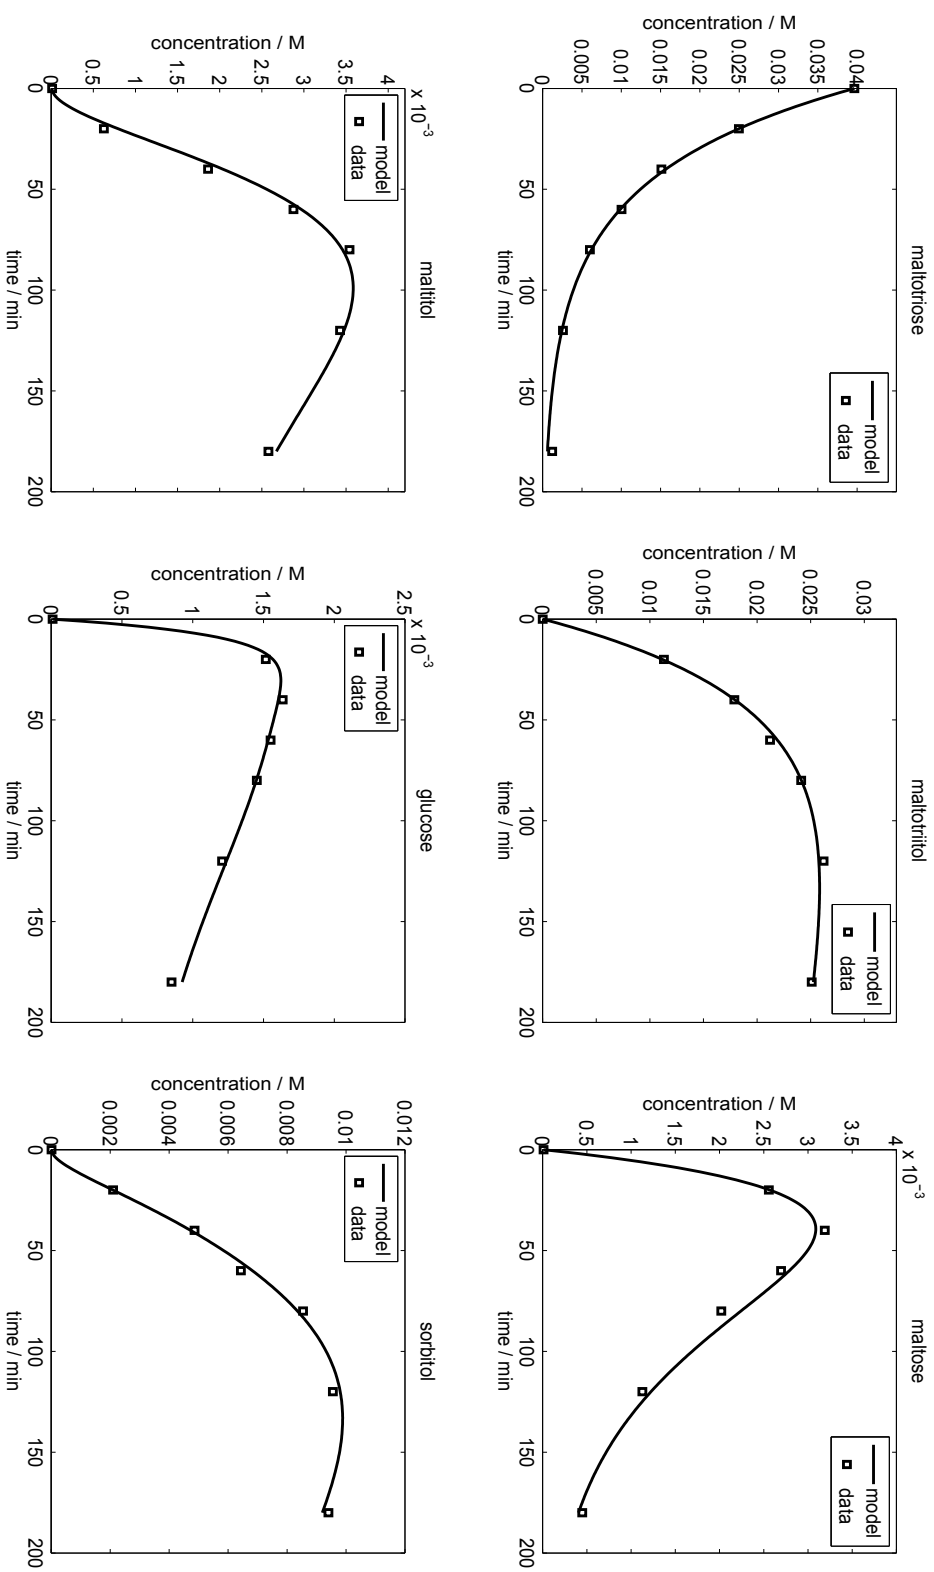 maltotriose
0.04
0.035
0.03
0.025
0.02
0.015
0.01
0.005
0
concentration / M
model
data
0 50 100 150 200
time / min
maltotriitol
0.03
0.025
0.02
0.015
0.01
0.005
0
concentration / M
model
data
0 50 100 150 200
time / min
maltose
x 10⁻³
4
3.5
3
2.5
2
1.5
1
0.5
0
concentration / M
model
data
0 50 100 150 200
time / min
maltitol
x 10⁻³
4
3.5
3
2.5
2
1.5
1
0.5
0
concentration / M
model
data
0 50 100 150 200
time / min
glucose
x 10⁻³
2.5
2
1.5
1
0.5
0
concentration / M
model
data
0 50 100 150 200
time / min
sorbitol
0.012
0.01
0.008
0.006
0.004
0.002
0
concentration / M
model
data
0 50 100 150 200
time / min